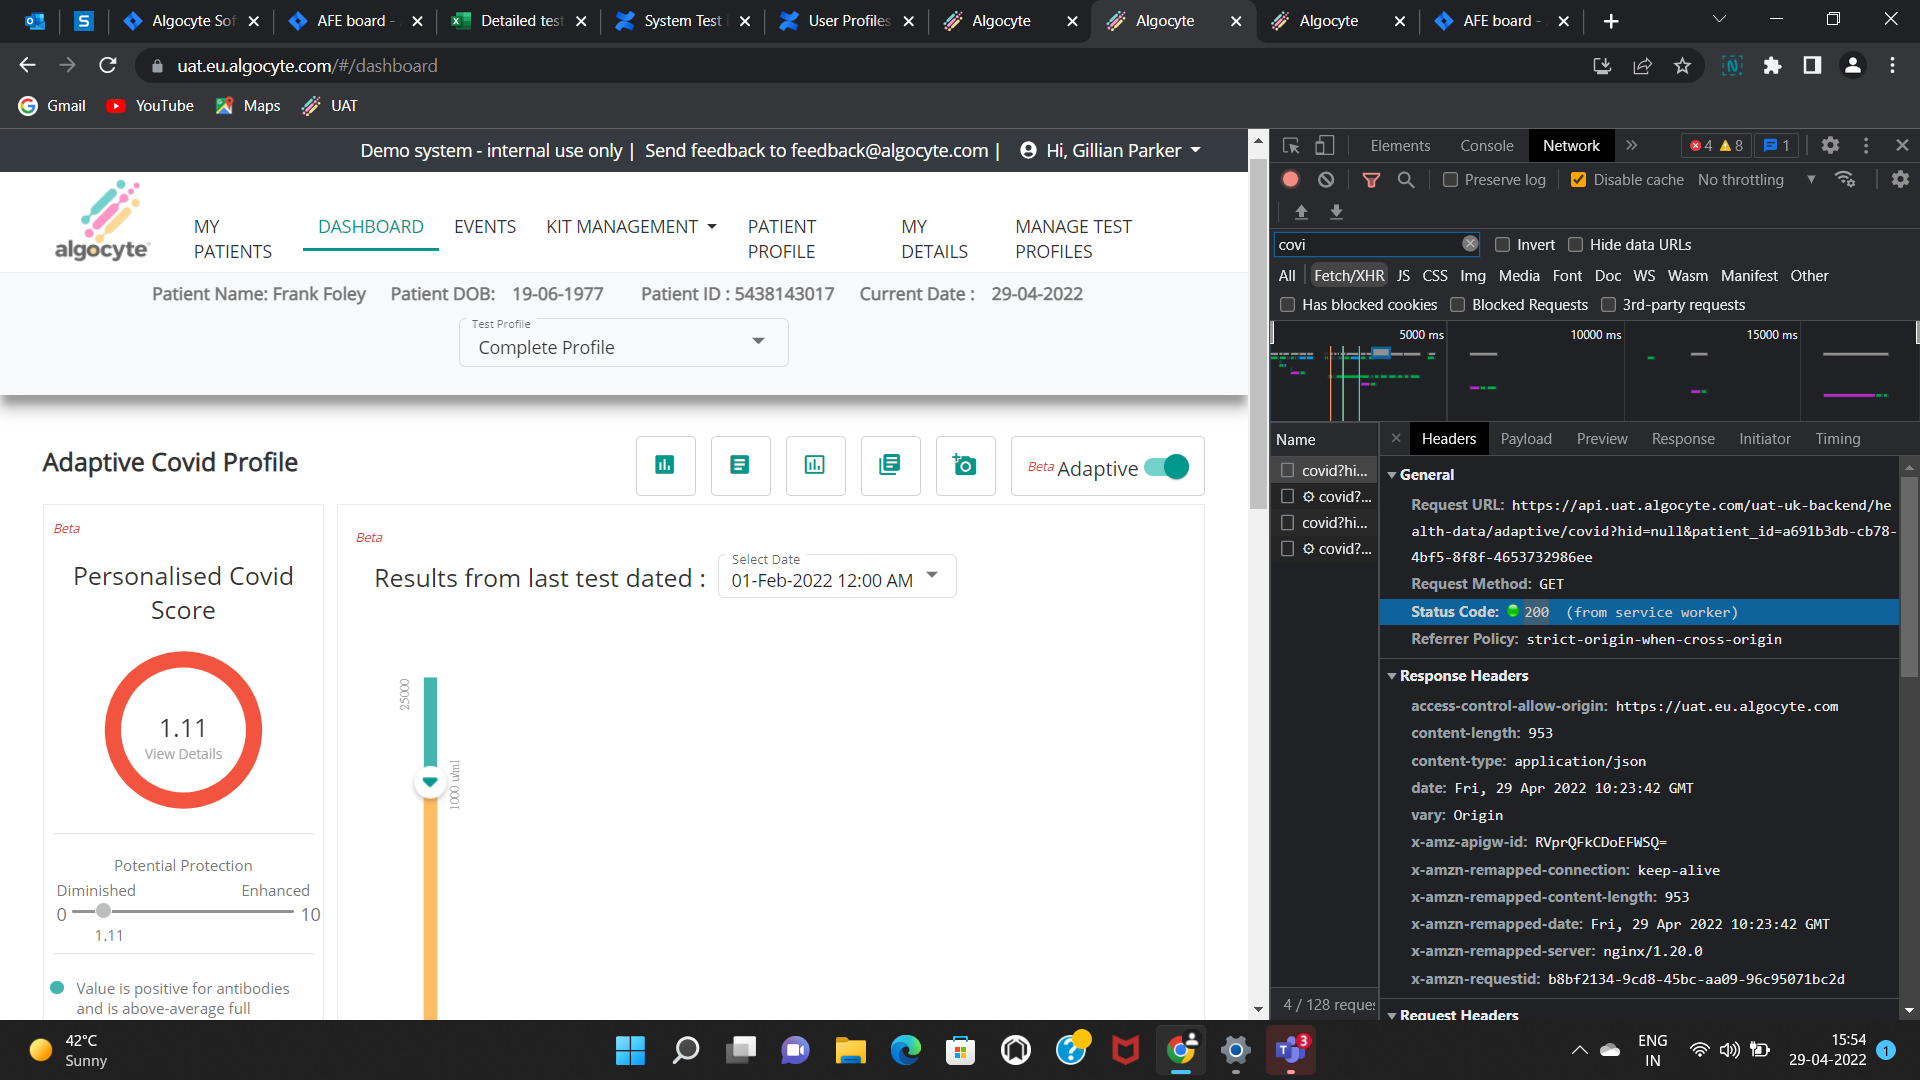 Algocyte Sof
AFE board -
Detailed test
System Test
User Profiles
Algocyte
Algocyte
Algocyte
AFE board -
uat.eu.algocyte.com/#/dashboard
Gmail
YouTube
Maps
UAT
Demo system - internal use only | Send feedback to feedback@algocyte.com |
Hi, Gillian Parker
algocyte
MY PATIENTS
DASHBOARD
EVENTS
KIT MANAGEMENT
PATIENT PROFILE
MY DETAILS
MANAGE TEST PROFILES
Patient Name: Frank Foley Patient DOB: 19-06-1977 Patient ID : 5438143017 Current Date : 29-04-2022
Test Profile
Complete Profile
Adaptive Covid Profile
Beta Adaptive
Beta
Personalised Covid
Score
1.11
View Details
Potential Protection
Diminished Enhanced
0 10
1.11
Value is positive for antibodies
and is above-average full
Beta
Results from last test dated :
Select Date
01-Feb-2022 12:00 AM
25000
1000 u/ml
Elements Console Network » 4 8 1
Preserve log Disable cache No throttling
covi
Invert Hide data URLs
All Fetch/XHR JS CSS Img Media Font Doc WS Wasm Manifest Other
Has blocked cookies Blocked Requests 3rd-party requests
5000 ms 10000 ms 15000 ms
Name
covid?hi...
covid?...
covid?hi...
covid?...
4 / 128 reques
Headers Payload Preview Response Initiator Timing
General
Request URL: https://api.uat.algocyte.com/uat-uk-backend/he
alth-data/adaptive/covid?hid=null&patient_id=a691b3db-cb78-
4bf5-8f8f-4653732986ee
Request Method: GET
Status Code: 200 (from service worker)
Referrer Policy: strict-origin-when-cross-origin
Response Headers
access-control-allow-origin: https://uat.eu.algocyte.com
content-length: 953
content-type: application/json
date: Fri, 29 Apr 2022 10:23:42 GMT
vary: Origin
x-amz-apigw-id: RVprQFkCDoEFWSQ=
x-amzn-remapped-connection: keep-alive
x-amzn-remapped-content-length: 953
x-amzn-remapped-date: Fri, 29 Apr 2022 10:23:42 GMT
x-amzn-remapped-server: nginx/1.20.0
x-amzn-requestid: b8bf2134-9cd8-45bc-aa09-96c95071bc2d
Request Headers
42°C
Sunny
3
ENG
IN
15:54
29-04-2022
1